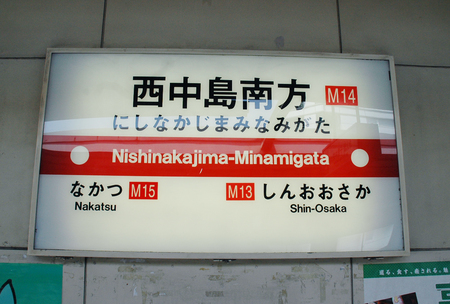 西中島南方 M14
にしなかじまみなみがた
Nishinakajima-Minamigata
なかつ M15 M13 しんおおさか
Nakatsu Shin-Osaka